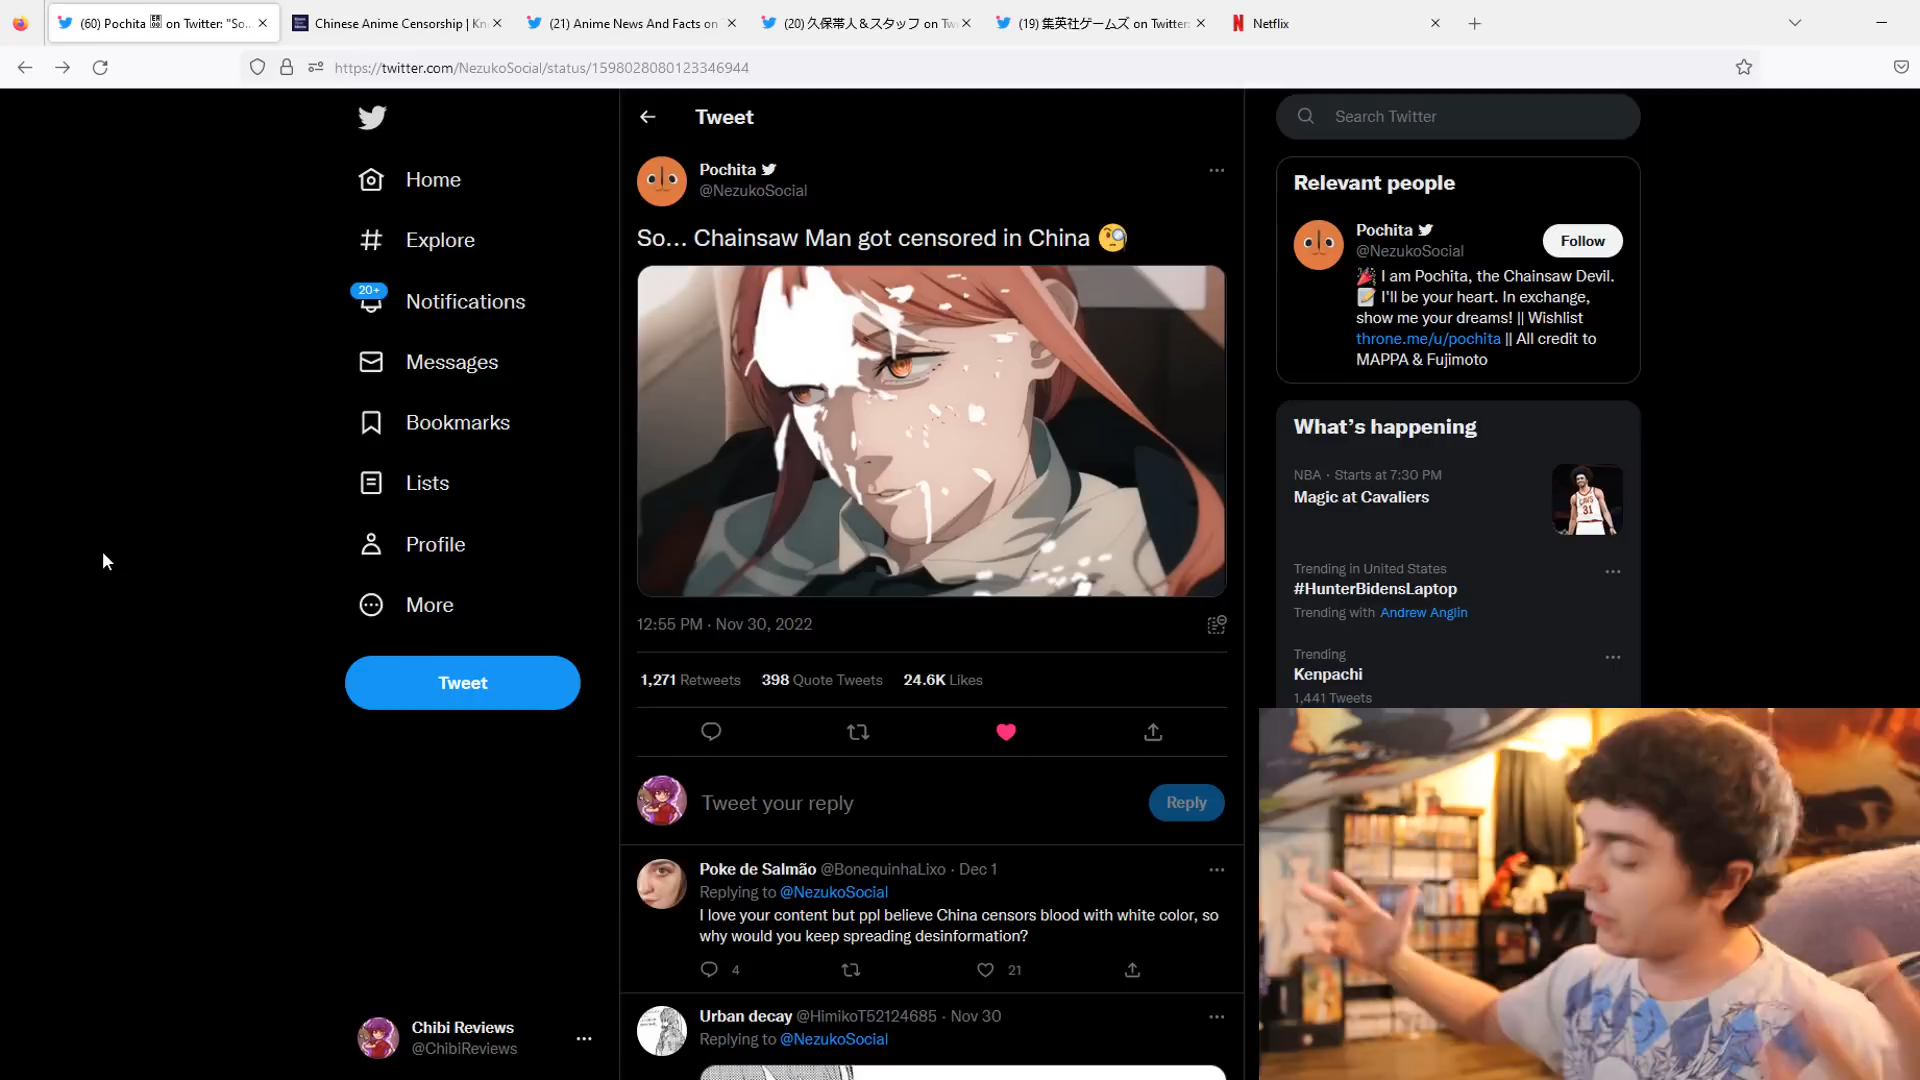 (60) Pochita on Twitter: "So...
Chinese Anime Censorship | Kn
(21) Anime News And Facts on
(20) 久保帯人&スタッフ on Tw
(19) 集英社ゲームズ on Twitter:
Netflix
https://twitter.com/NezukoSocial/status/1598028080123346944
Home
Explore
20+
Notifications
Messages
Bookmarks
Lists
Profile
More
Tweet
Chibi Reviews
@ChibiReviews
Tweet
Pochita
@NezukoSocial
So... Chainsaw Man got censored in China 🧐
12:55 PM · Nov 30, 2022
1,271 Retweets 398 Quote Tweets 24.6K Likes
Tweet your reply
Reply
Poke de Salmão @BonequinhaLixo · Dec 1
Replying to @NezukoSocial
I love your content but ppl believe China censors blood with white color, so
why would you keep spreading desinformation?
4 21
Urban decay @HimikoT52124685 · Nov 30
Replying to @NezukoSocial
Search Twitter
Relevant people
Pochita
@NezukoSocial
Follow
🎉 I am Pochita, the Chainsaw Devil.
📝 I'll be your heart. In exchange,
show me your dreams! || Wishlist
throne.me/u/pochita || All credit to
MAPPA & Fujimoto
What's happening
NBA · Starts at 7:30 PM
Magic at Cavaliers
Trending in United States
#HunterBidensLaptop
Trending with Andrew Anglin
Trending
Kenpachi
1,441 Tweets